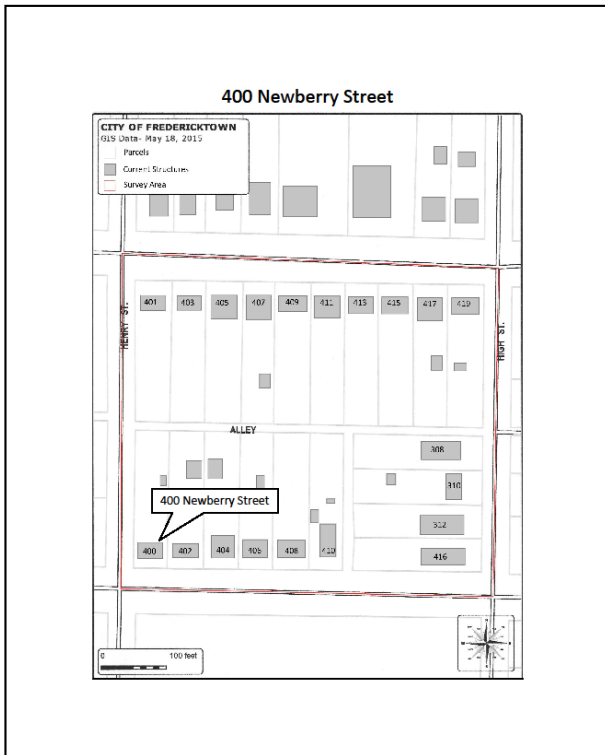 400 Newberry Street
CITY OF FREDERICKTOWN
GIS Data- May 18, 2015
Parcels
Current Structures
Survey Area
HENRY ST.
HIGH ST.
401 403 405 407 409 411 413 415 417 419
ALLEY
308
310
400 Newberry Street
312
400 402 404 406 408 410 416
0 100 feet